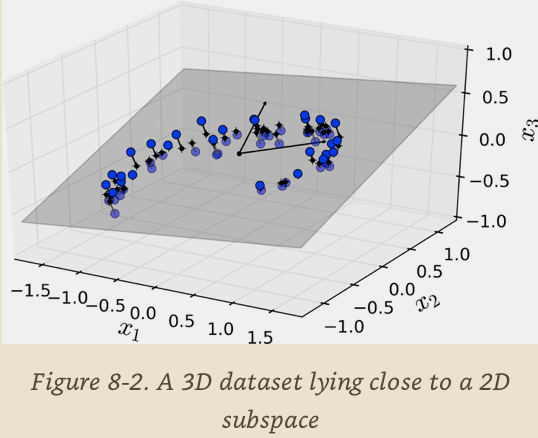 1.0
0.5
0.0
−0.5
−1.0
x₃
−1.5 −1.0 −0.5 0.0 0.5 1.0 1.5
x₁
−1.0 −0.5 0.0 0.5 1.0
x₂
Figure 8-2. A 3D dataset lying close to a 2D
subspace